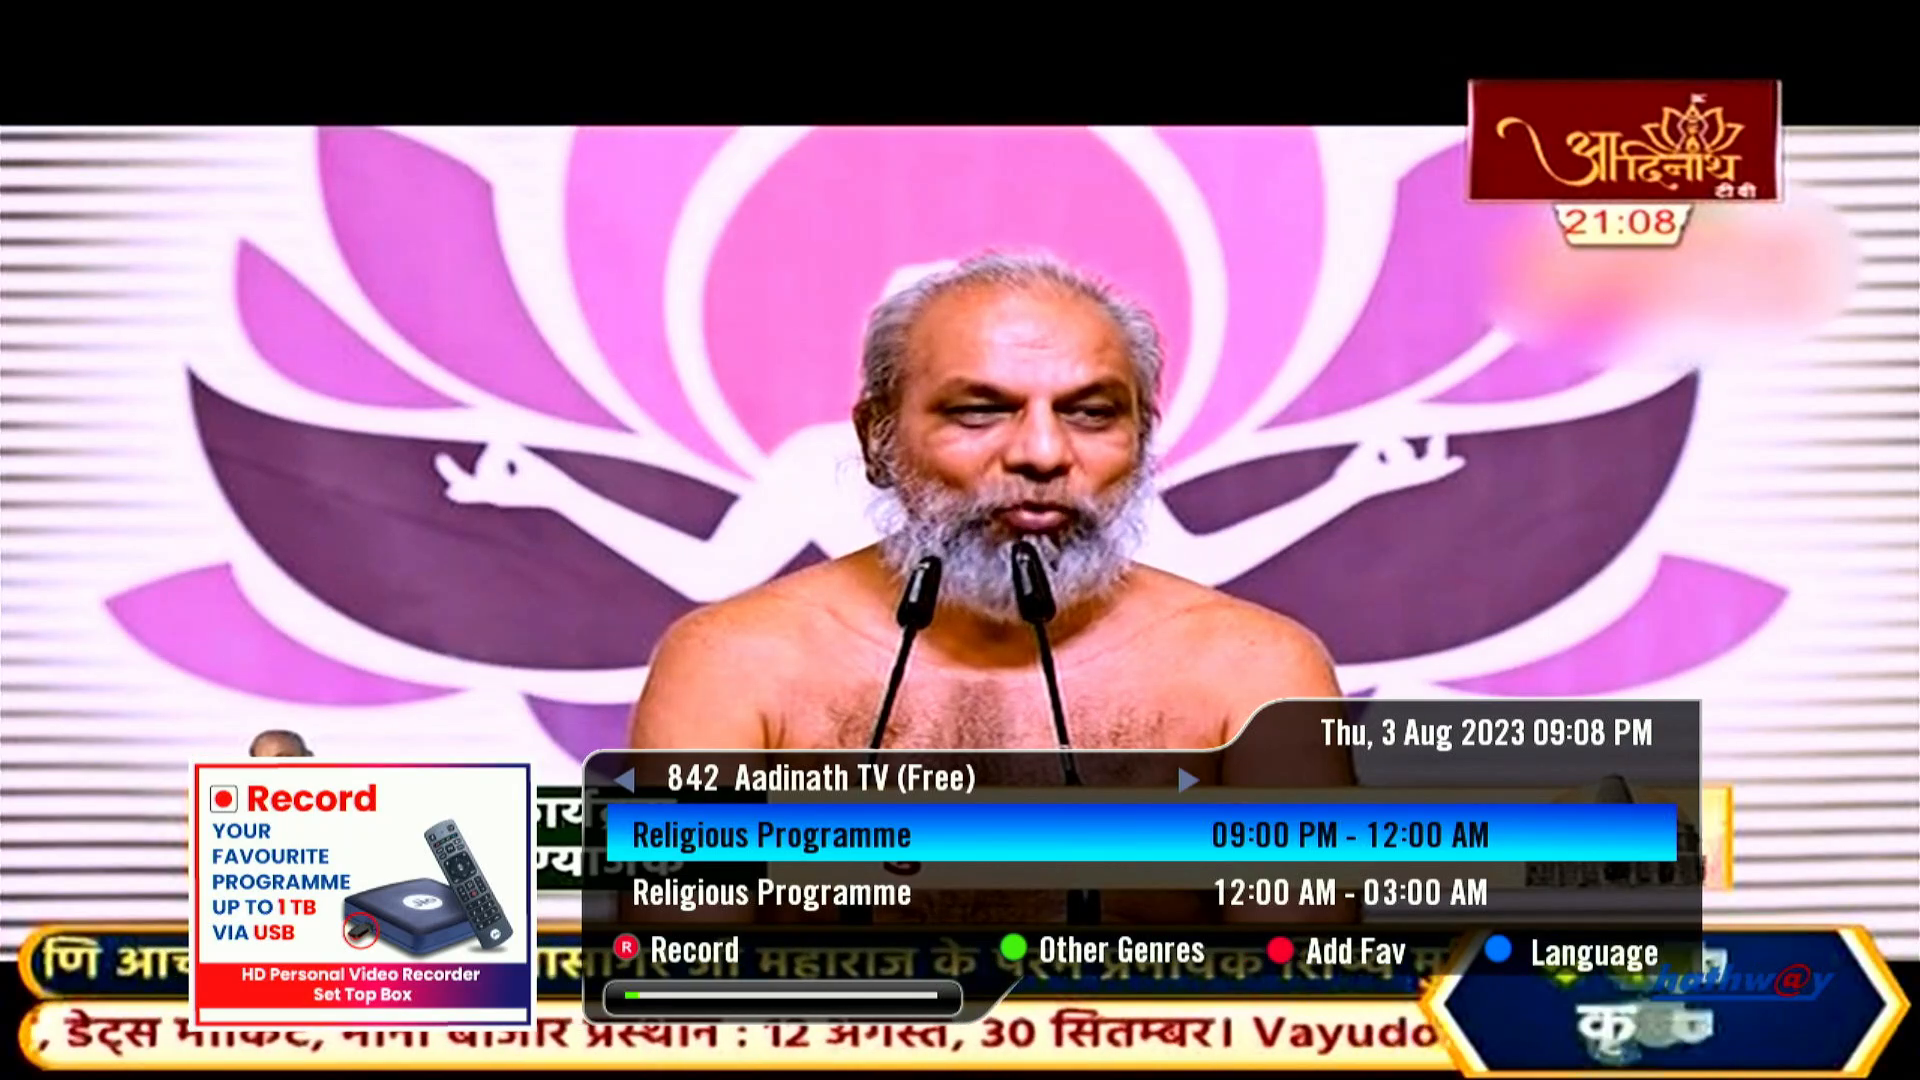 आदिनाथ
टीवी
21:08
Thu, 3 Aug 2023 09:08 PM
842 Aadinath TV (Free)
Religious Programme 09:00 PM - 12:00 AM
Religious Programme 12:00 AM - 03:00 AM
R Record Other Genres Add Fav Language
Record
YOUR
FAVOURITE
PROGRAMME
UP TO 1 TB
VIA USB
Jio
HD Personal Video Recorder
Set Top Box
महाराज के
hathw@y
, डेट्स प्रस्थान : 12 अगस्त, 30 सितम्बर। Vayudo